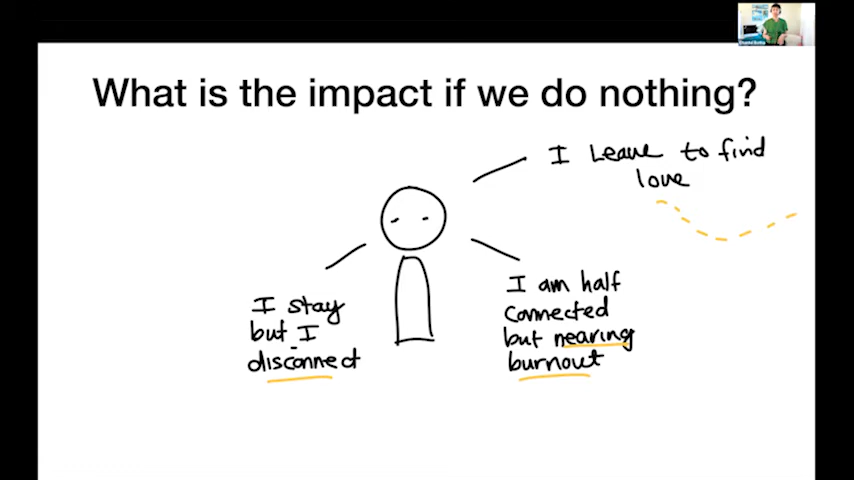 What is the impact if we do nothing?
I Leave to find
love
I stay
but I
disconnect
I am half
connected
but nearing
burnout